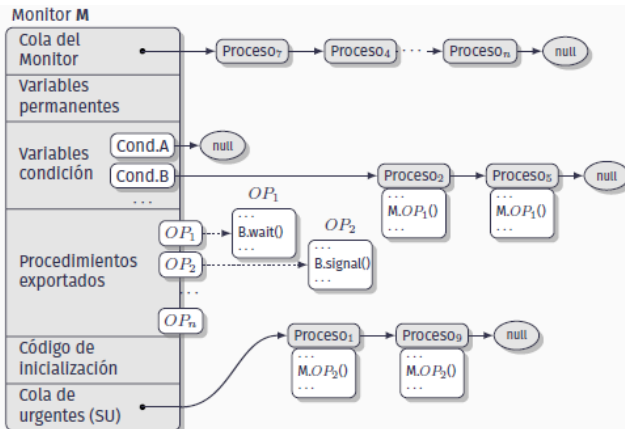 Monitor M
Cola del
Monitor
Proceso₇
Proceso₄
...
Procesoₙ
null
Variables
permanentes
Variables
condición
Cond.A
null
Cond.B
...
Proceso₂
...
M.OP₁()
...
Proceso₅
...
M.OP₁()
...
null
Procedimientos
exportados
OP₁
OP₂
...
OPₙ
OP₁
...
B.wait()
...
OP₂
...
B.signal()
...
Código de
inicialización
Cola de
urgentes (SU)
Proceso₁
...
M.OP₂()
...
Proceso₉
...
M.OP₂()
...
null